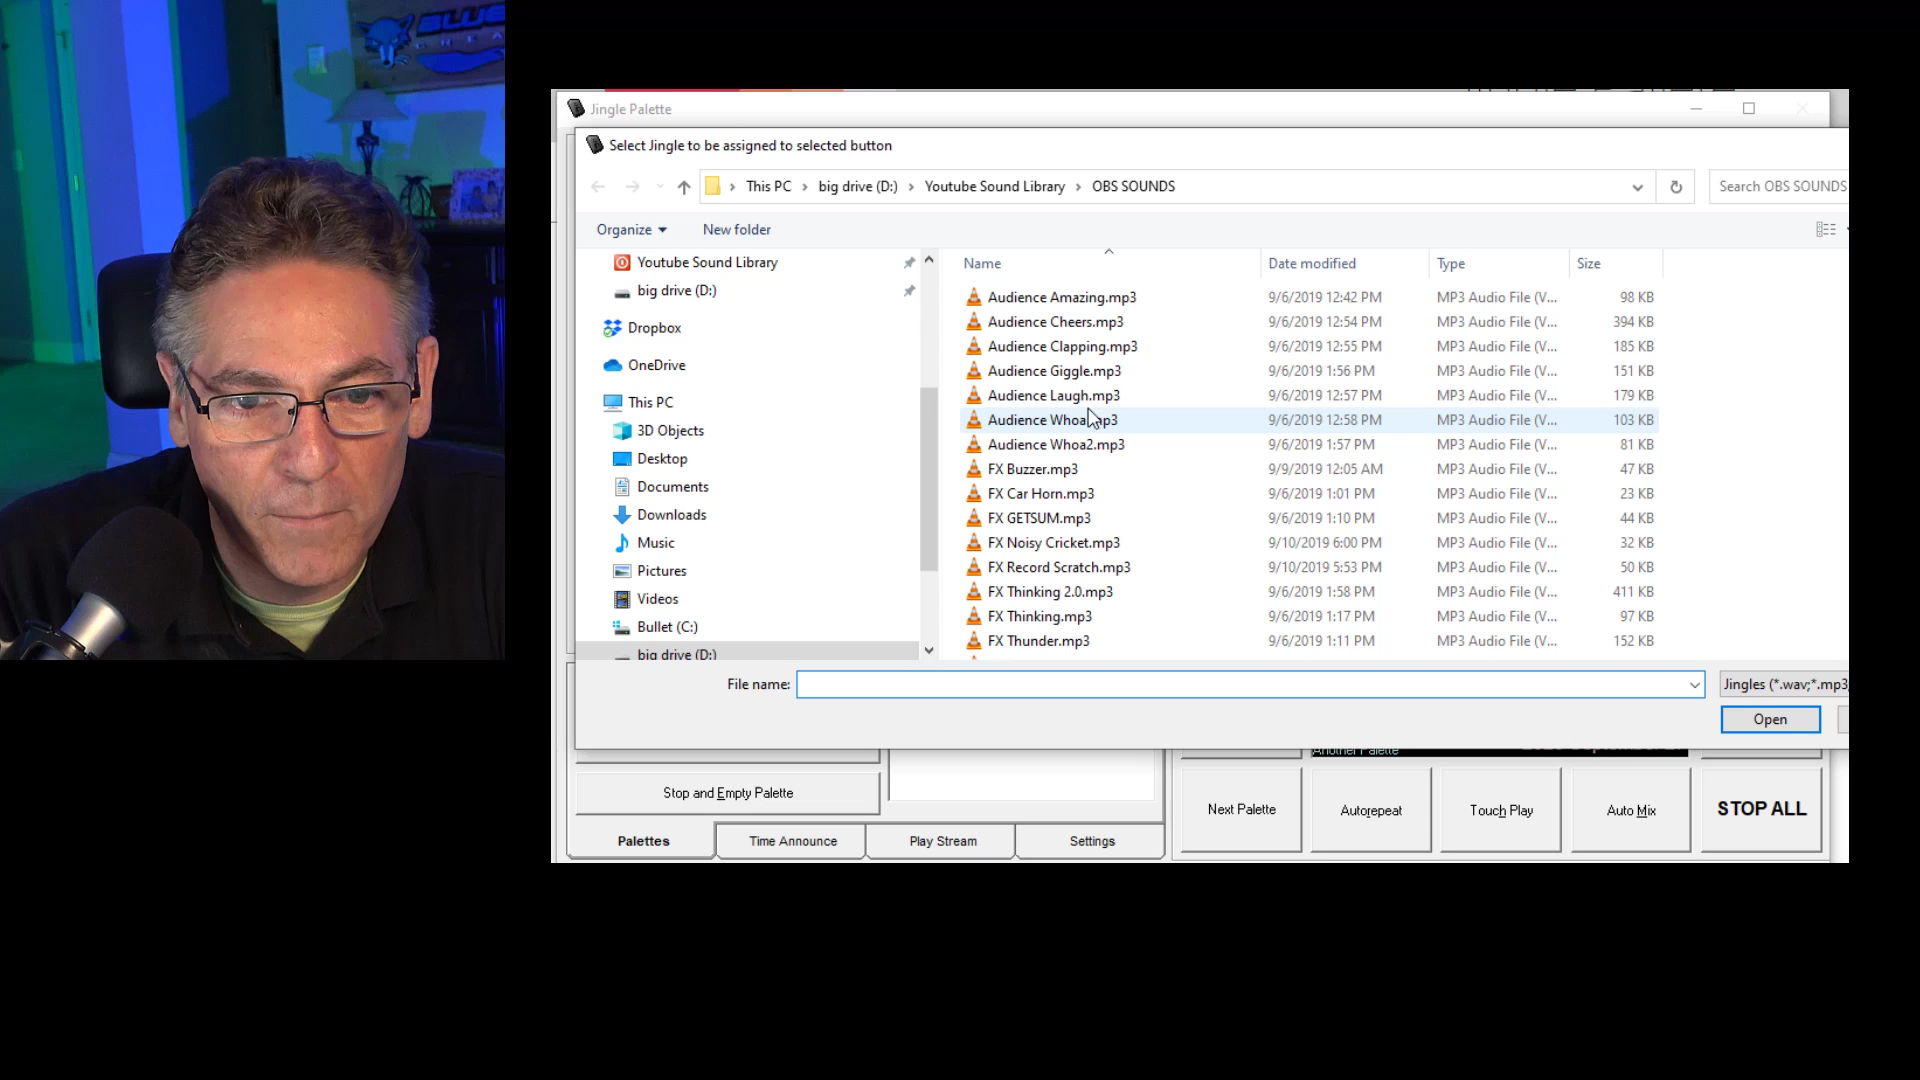 BLUE
CREA
Jingle Palette
Select Jingle to be assigned to selected button
This PC › big drive (D:) › Youtube Sound Library › OBS SOUNDS
Search OBS SOUNDS
Organize
New folder
Youtube Sound Library
big drive (D:)
Dropbox
OneDrive
This PC
3D Objects
Desktop
Documents
Downloads
Music
Pictures
Videos
Bullet (C:)
big drive (D:)
Name Date modified Type Size
Audience Amazing.mp3 9/6/2019 12:42 PM MP3 Audio File (V... 98 KB
Audience Cheers.mp3 9/6/2019 12:54 PM MP3 Audio File (V... 394 KB
Audience Clapping.mp3 9/6/2019 12:55 PM MP3 Audio File (V... 185 KB
Audience Giggle.mp3 9/6/2019 1:56 PM MP3 Audio File (V... 151 KB
Audience Laugh.mp3 9/6/2019 12:57 PM MP3 Audio File (V... 179 KB
Audience Whoa.mp3 9/6/2019 12:58 PM MP3 Audio File (V... 103 KB
Audience Whoa2.mp3 9/6/2019 1:57 PM MP3 Audio File (V... 81 KB
FX Buzzer.mp3 9/9/2019 12:05 AM MP3 Audio File (V... 47 KB
FX Car Horn.mp3 9/6/2019 1:01 PM MP3 Audio File (V... 23 KB
FX GETSUM.mp3 9/6/2019 1:10 PM MP3 Audio File (V... 44 KB
FX Noisy Cricket.mp3 9/10/2019 6:00 PM MP3 Audio File (V... 32 KB
FX Record Scratch.mp3 9/10/2019 5:53 PM MP3 Audio File (V... 50 KB
FX Thinking 2.0.mp3 9/6/2019 1:58 PM MP3 Audio File (V... 411 KB
FX Thinking.mp3 9/6/2019 1:17 PM MP3 Audio File (V... 97 KB
FX Thunder.mp3 9/6/2019 1:11 PM MP3 Audio File (V... 152 KB
File name:
Jingles (*.wav;*.mp3;
Open
Another Palette
Stop and Empty Palette
Next Palette
Autorepeat
Touch Play
Auto Mix
STOP ALL
Palettes
Time Announce
Play Stream
Settings